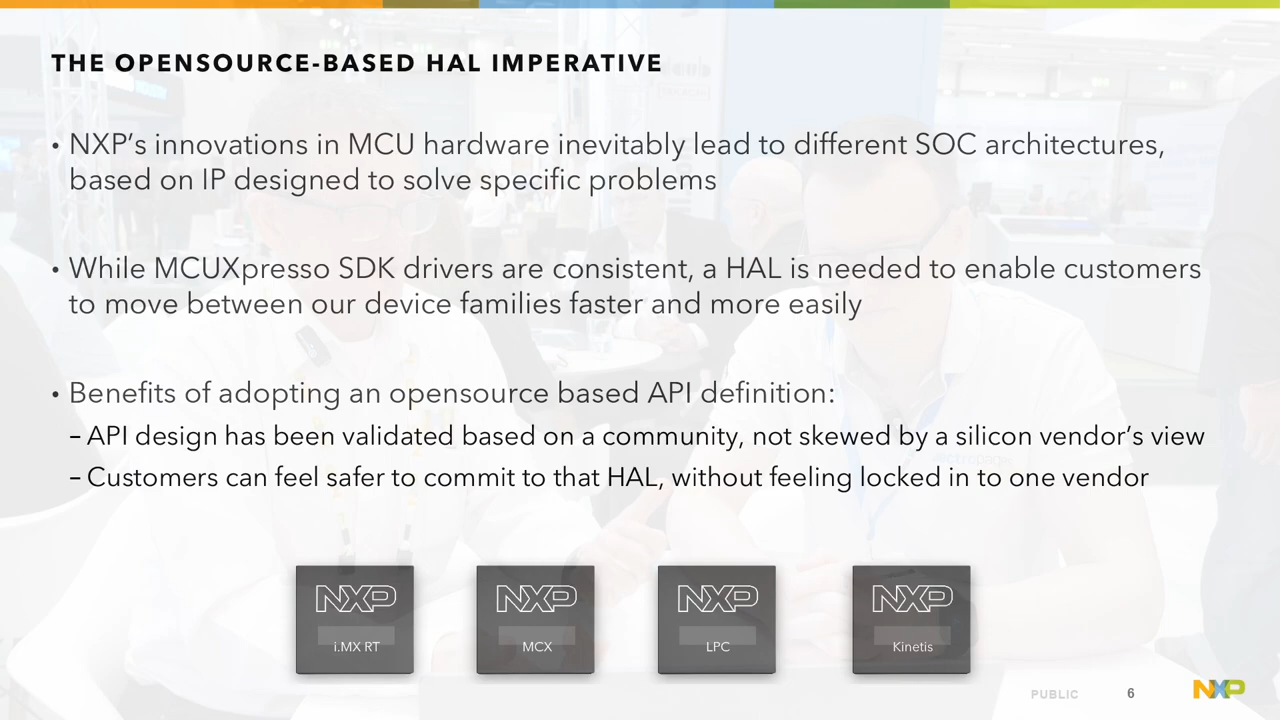 THE OPENSOURCE-BASED HAL IMPERATIVE
• NXP’s innovations in MCU hardware inevitably lead to different SOC architectures,
based on IP designed to solve specific problems
• While MCUXpresso SDK drivers are consistent, a HAL is needed to enable customers
to move between our device families faster and more easily
• Benefits of adopting an opensource based API definition:
– API design has been validated based on a community, not skewed by a silicon vendor’s view
– Customers can feel safer to commit to that HAL, without feeling locked in to one vendor
NXP NXP NXP NXP
i.MX RT MCX LPC Kinetis
PUBLIC 6 NXP